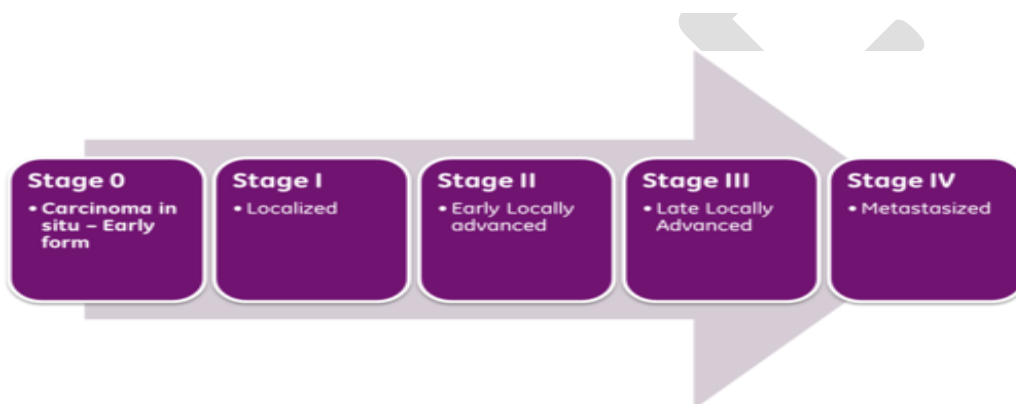 Stage 0
• Carcinoma in
situ – Early
form
Stage I
• Localized
Stage II
• Early Locally
advanced
Stage III
• Late Locally
Advanced
Stage IV
• Metastasized